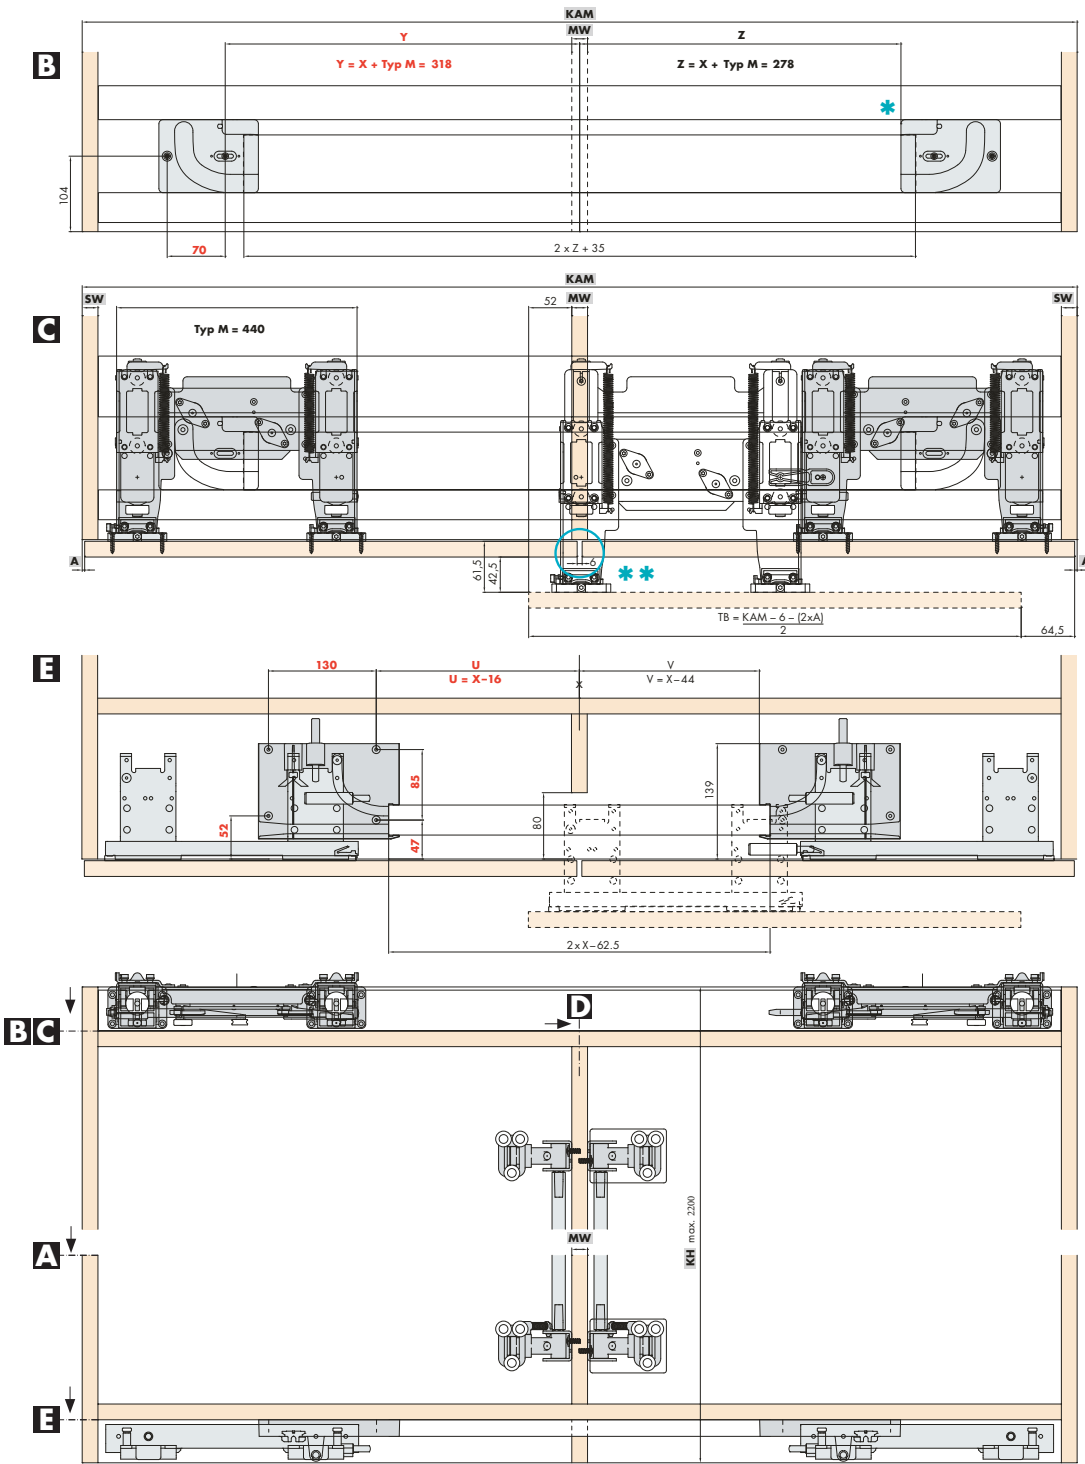 KAM
MW
Y
Z
B
Y = X + Typ M = 318
Z = X + Typ M = 278
*
104
70
2 x Z + 35
KAM
SW
52
MW
SW
C
Typ M = 440
A
61,5
42,5
6
**
A
TB = KAM – 6 – (2xA)
2
64,5
E
130
U
V
U = X–16
X
V = X–44
85
139
52
80
47
2 x X–62.5
D
B C
KH max. 2200
A
MW
E